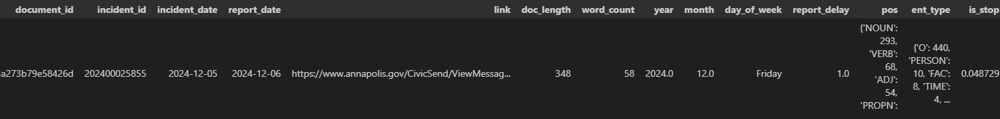 document_id incident_id incident_date report_date link doc_length word_count year month day_of_week report_delay pos ent_type is_stop
a273b79e58426d 202400025855 2024-12-05 2024-12-06 https://www.annapolis.gov/CivicSend/ViewMessag... 348 58 2024.0 12.0 Friday 1.0 {'NOUN': {'O': 440, 0.048729
293, 'PERSON':
'VERB': 10, 'FAC':
68, 8, 'TIME':
'ADJ': 4, ...
54,
'PROPN':